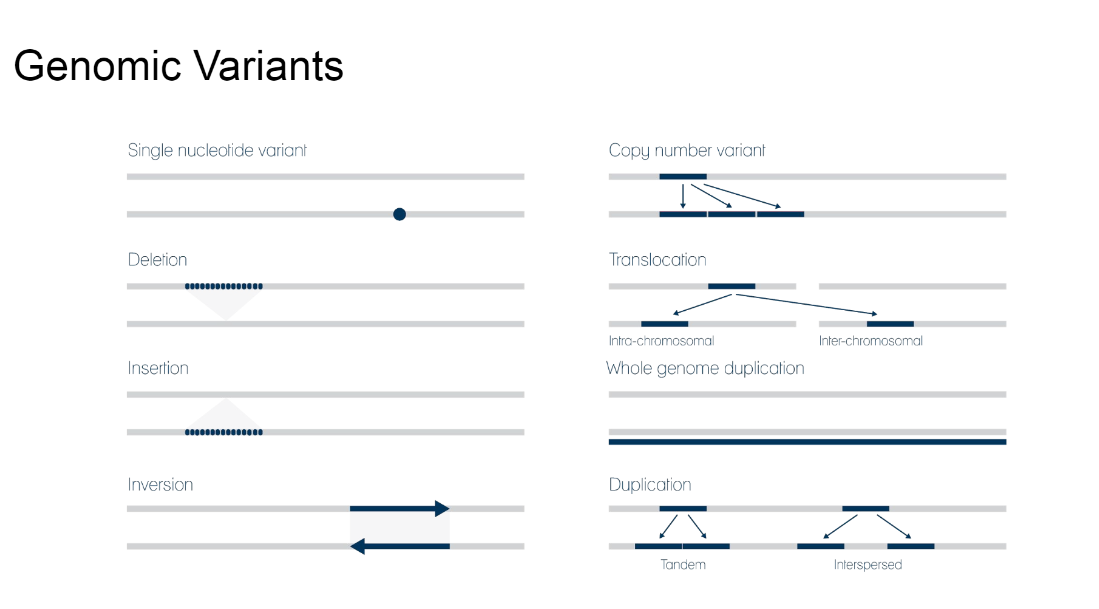 Genomic Variants
Single nucleotide variant
Deletion
Insertion
Inversion
Copy number variant
Translocation
Intra-chromosomal
Inter-chromosomal
Whole genome duplication
Duplication
Tandem
Interspersed